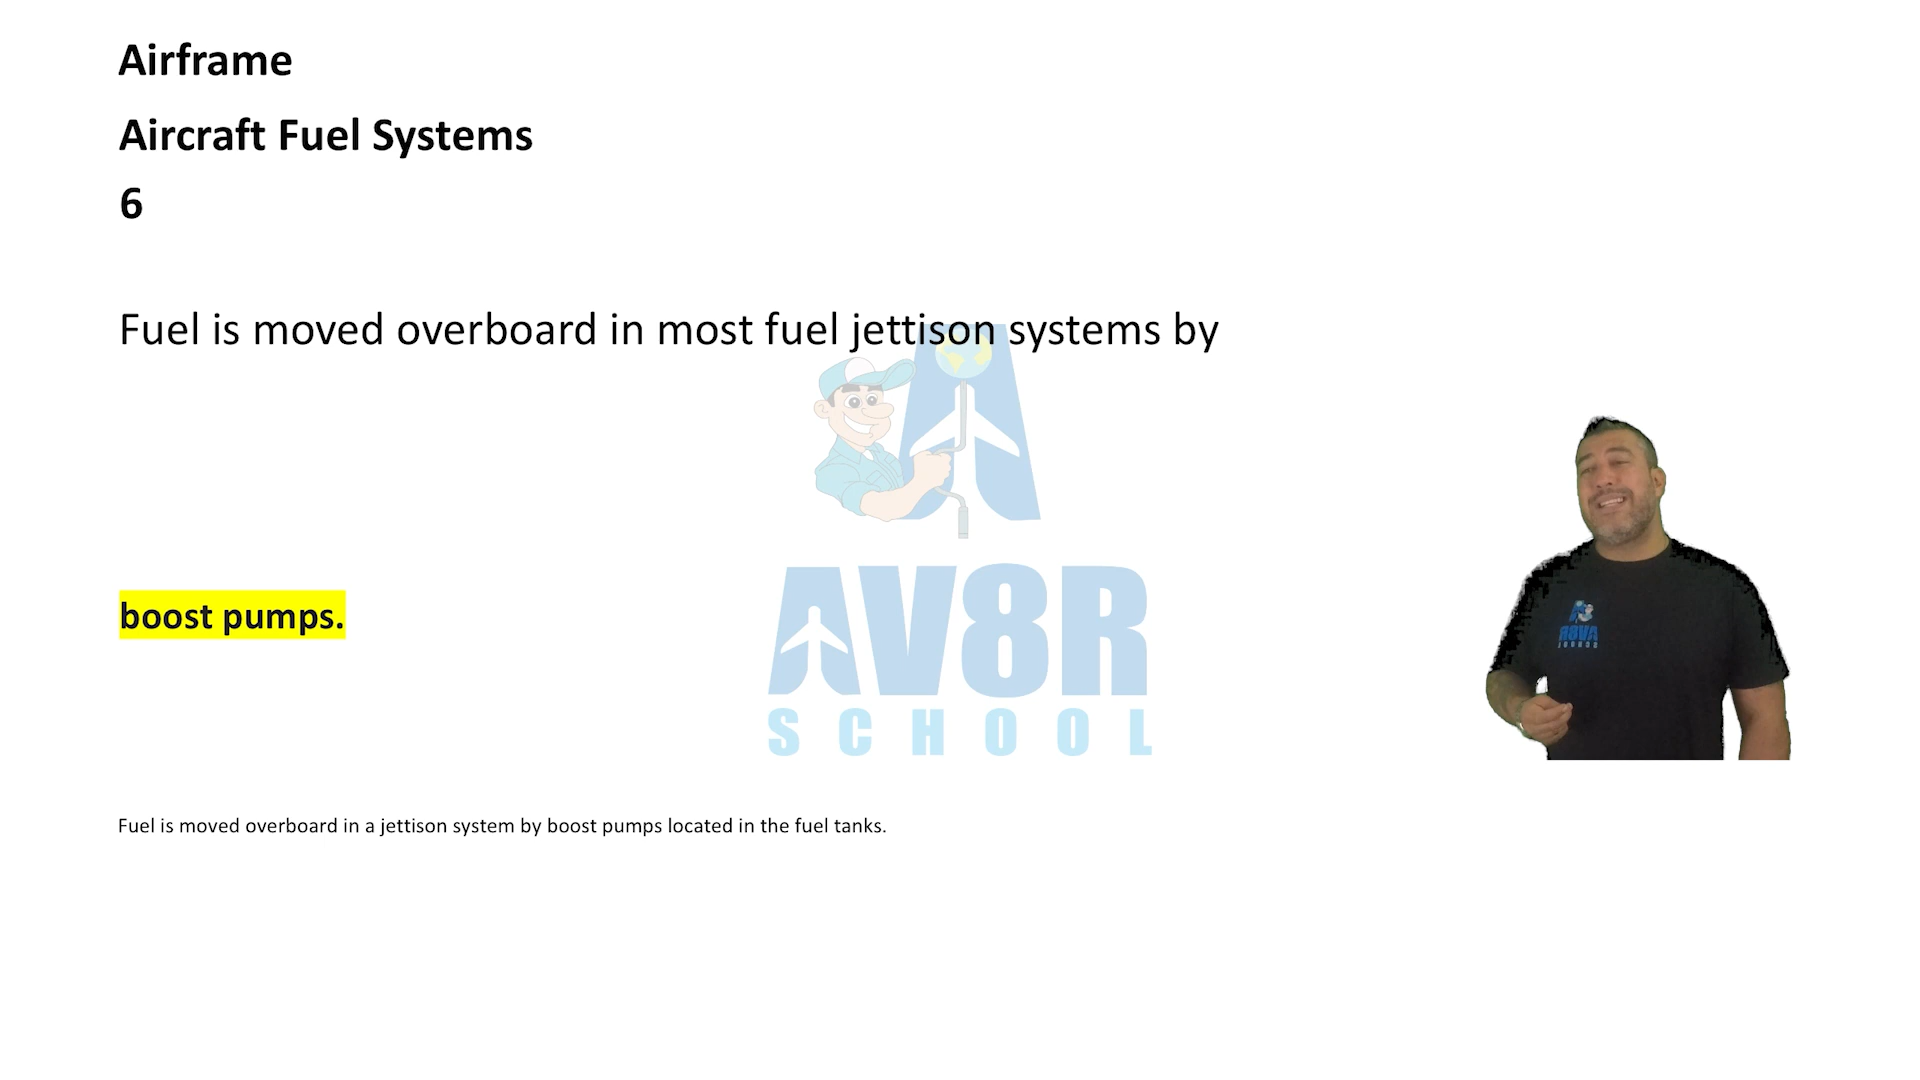 Airframe
Aircraft Fuel Systems
6
Fuel is moved overboard in most fuel jettison systems by
boost pumps.
AV8R
SCHOOL
Fuel is moved overboard in a jettison system by boost pumps located in the fuel tanks.